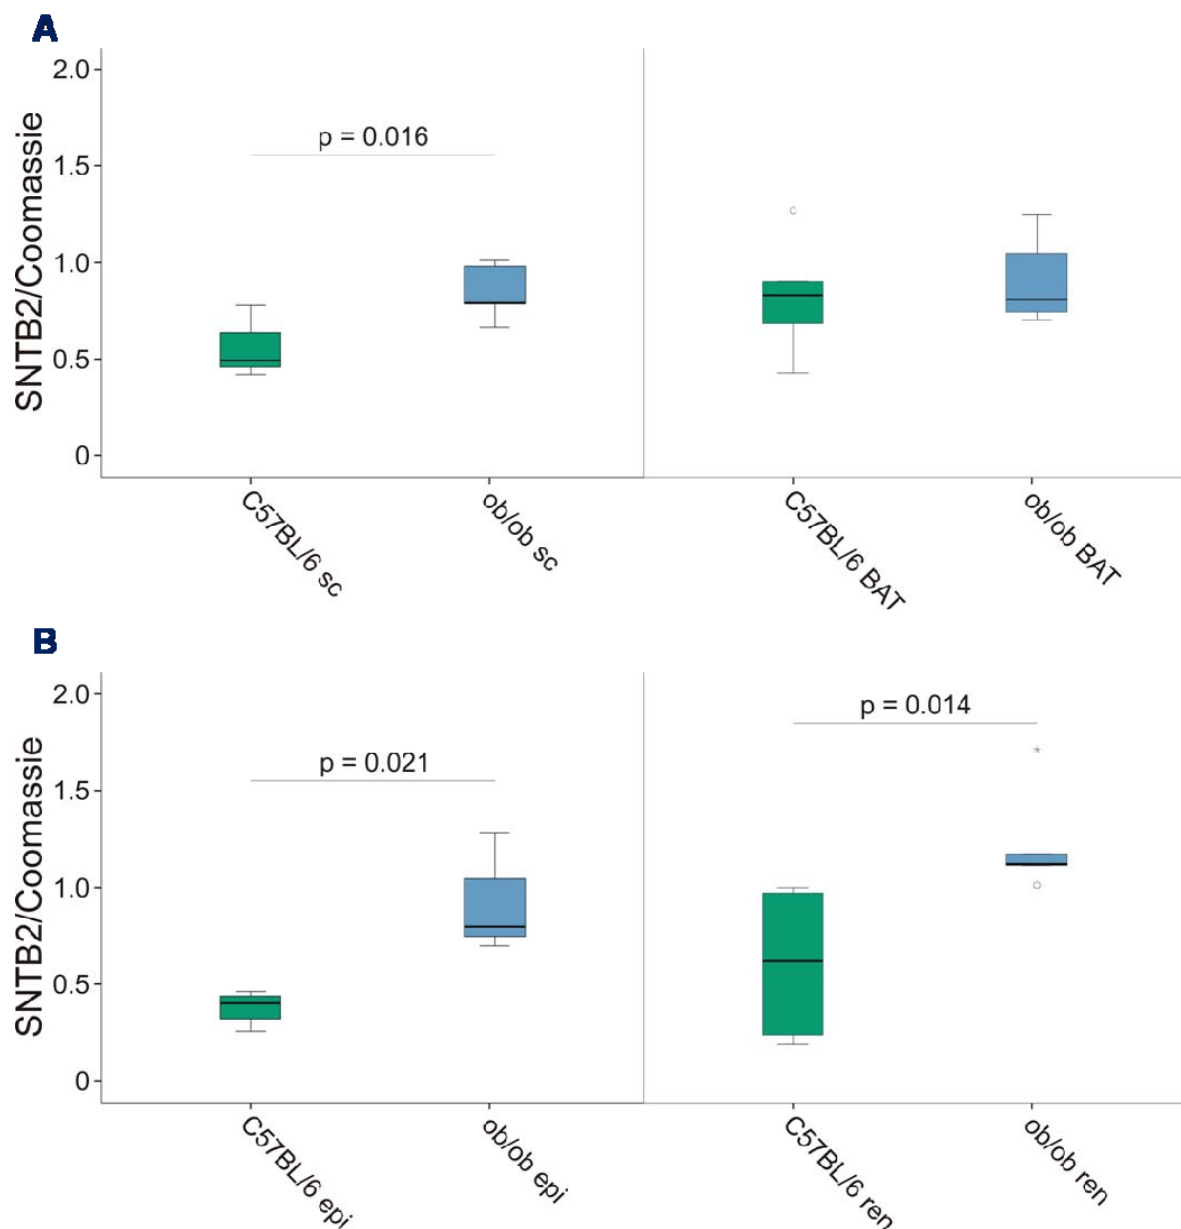 A
SNTB2/Coomassie
2.0
1.5
1.0
0.5
0
p = 0.016
C57BL/6 sc
ob/ob sc
C57BL/6 BAT
ob/ob BAT
B
SNTB2/Coomassie
2.0
1.5
1.0
0.5
0
p = 0.021
p = 0.014
C57BL/6 epi
ob/ob epi
C57BL/6 ren
ob/ob ren